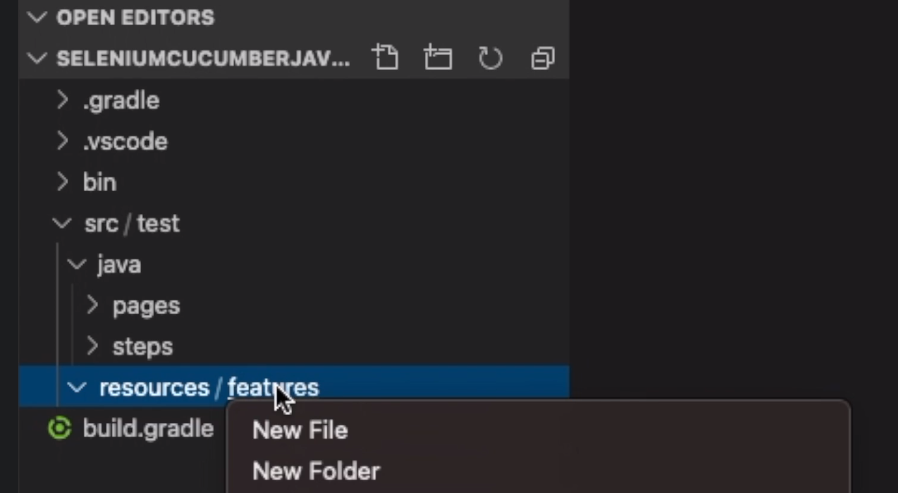 OPEN EDITORS
SELENIUMCUCUMBERJAV...
.gradle
.vscode
bin
src / test
java
pages
steps
resources / features
build.gradle
New File
New Folder